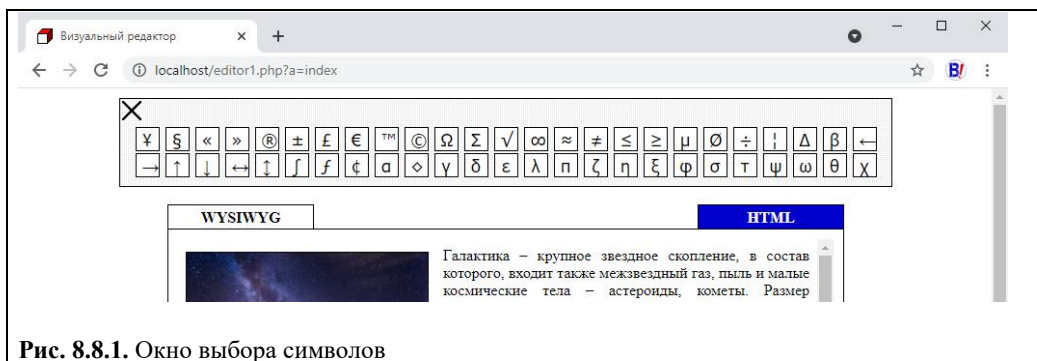 Визуальный редактор
localhost/editor1.php?a=index
B!
¥ § « » ® ± £ € ™ © Ω Σ √ ∞ ≈ ≠ ≤ ≥ μ Ø ÷ ¦ Δ β ←
→ ↑ ↓ ↔ ↕ ∫ ƒ ¢ α ⋄ γ δ ε λ π ζ η ξ φ σ τ ψ ω θ χ
WYSIWYG HTML
Галактика – крупное звездное скопление, в состав
которого, входит также межзвездный газ, пыль и малые
космические тела – астероиды, кометы. Размер
Рис. 8.8.1. Окно выбора символов